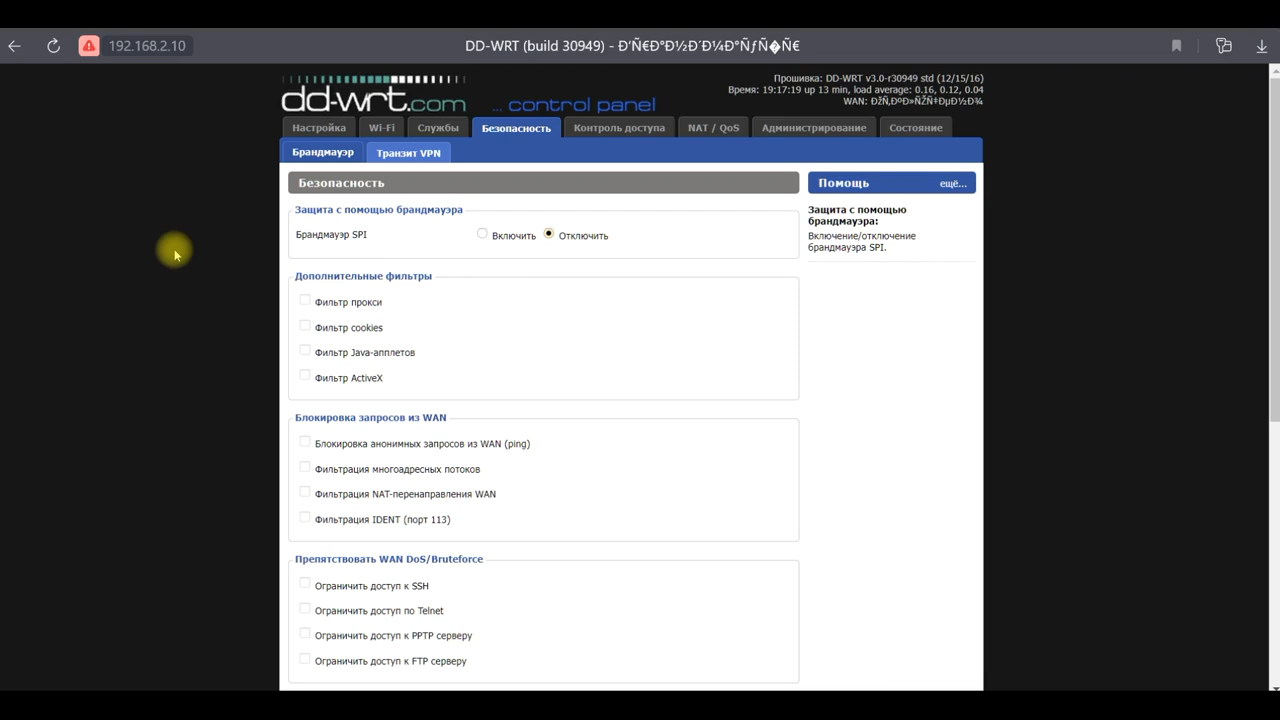 192.168.2.10
DD-WRT (build 30949) -
dd-wrt.com ... control panel
Прошивка: DD-WRT v3.0-r30949 std (12/15/16)
Время: 19:17:19 up 13 min, load average: 0.16, 0.12, 0.04
WAN:
Настройка Wi-Fi Службы Безопасность Контроль доступа NAT / QoS Администрирование Состояние
Брандмауэр Транзит VPN
Безопасность
Защита с помощью брандмауэра
Брандмауэр SPI Включить Отключить
Дополнительные фильтры
Фильтр прокси
Фильтр cookies
Фильтр Java-апплетов
Фильтр ActiveX
Блокировка запросов из WAN
Блокировка анонимных запросов из WAN (ping)
Фильтрация многоадресных потоков
Фильтрация NAT-перенаправления WAN
Фильтрация IDENT (порт 113)
Препятствовать WAN DoS/Bruteforce
Ограничить доступ к SSH
Ограничить доступ по Telnet
Ограничить доступ к PPTP серверу
Ограничить доступ к FTP серверу
Помощь ещё...
Защита с помощью
брандмауэра:
Включение/отключение
брандмауэра SPI.